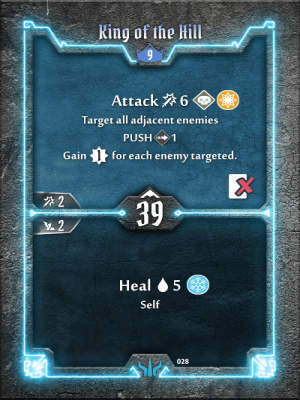 King of the Hill
9
Attack 6
Target all adjacent enemies
PUSH 1
Gain 1 for each enemy targeted.
2
39
2
Heal 5
Self
028